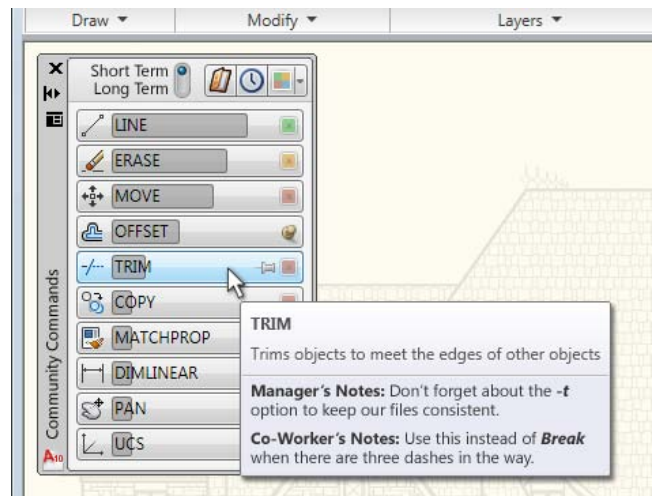 Draw
Modify
Layers
Short Term
Long Term
LINE
ERASE
MOVE
OFFSET
TRIM
COPY
MATCHPROP
DIMLINEAR
PAN
UCS
Community Commands
A10
TRIM
Trims objects to meet the edges of other objects
Manager's Notes: Don't forget about the -t
option to keep our files consistent.
Co-Worker's Notes: Use this instead of Break
when there are three dashes in the way.